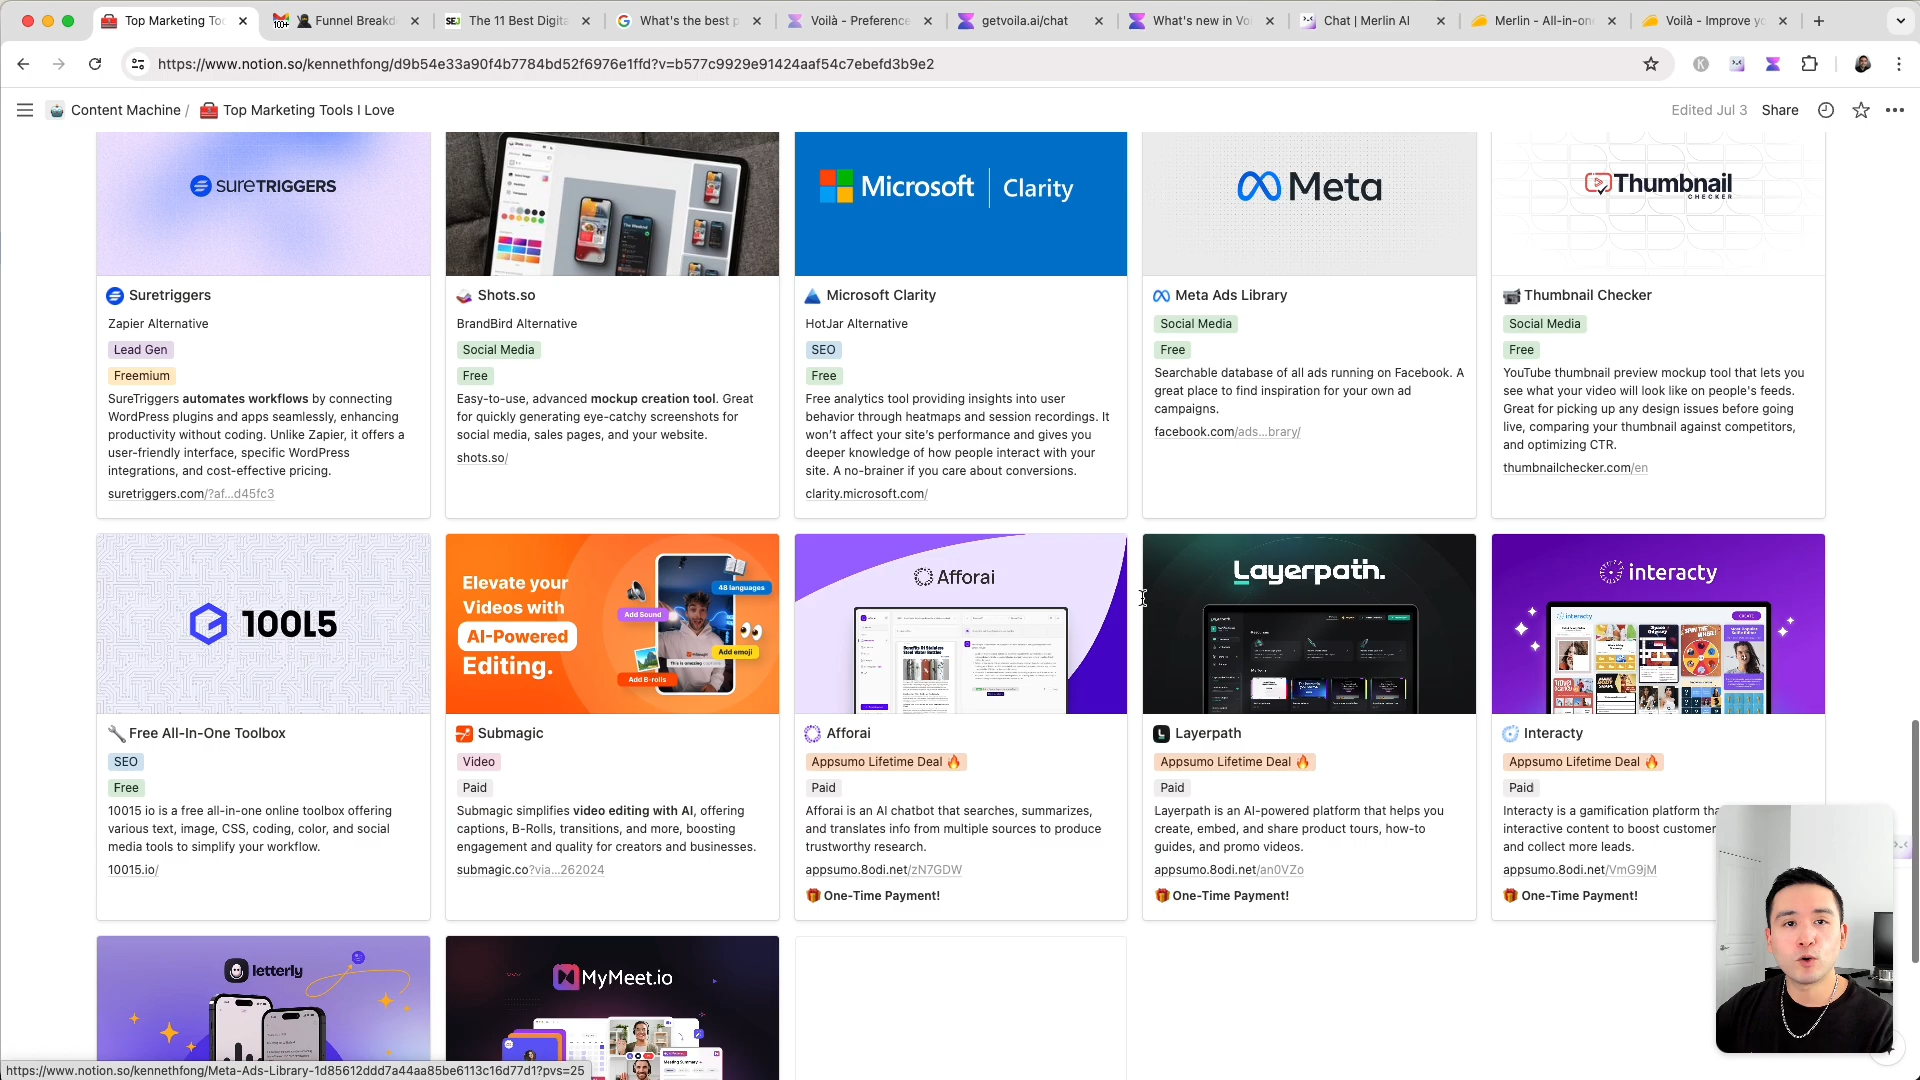 Top Marketing To
Funnel Breakd
The 11 Best Digita
What's the best p
Voilà - Preference
getvoila.ai/chat
What's new in Vo
Chat | Merlin AI
Merlin - All-in-on
Voilà - Improve yo
https://www.notion.so/kennethfong/d9b54e33a90f4b7784bd52f6976e1ffd?v=b577c9929e91424aaf54c7ebefd3b9e2
Content Machine / Top Marketing Tools I Love
Edited Jul 3 Share
SURETRIGGERS
Microsoft | Clarity
Meta
Thumbnail
CHECKER
Suretriggers
Zapier Alternative
Lead Gen
Freemium
SureTriggers automates workflows by connecting
WordPress plugins and apps seamlessly, enhancing
productivity without coding. Unlike Zapier, it offers a
user-friendly interface, specific WordPress
integrations, and cost-effective pricing.
suretriggers.com/?af...d45fc3
Shots.so
BrandBird Alternative
Social Media
Free
Easy-to-use, advanced mockup creation tool. Great
for quickly generating eye-catchy screenshots for
social media, sales pages, and your website.
shots.so/
Microsoft Clarity
HotJar Alternative
SEO
Free
Free analytics tool providing insights into user
behavior through heatmaps and session recordings. It
won't affect your site's performance and gives you
deeper knowledge of how people interact with your
site. A no-brainer if you care about conversions.
clarity.microsoft.com/
Meta Ads Library
Social Media
Free
Searchable database of all ads running on Facebook. A
great place to find inspiration for your own ad
campaigns.
facebook.com/ads...brary/
Thumbnail Checker
Social Media
Free
YouTube thumbnail preview mockup tool that lets you
see what your video will look like on people's feeds.
Great for picking up any design issues before going
live, comparing your thumbnail against competitors,
and optimizing CTR.
thumbnailchecker.com/en
10015
Elevate your
Videos with
AI-Powered
Editing.
48 languages
Add Sound
Add emoji
Add B-rolls
Afforai
Layerpath.
interacty
Free All-In-One Toolbox
SEO
Free
10015 io is a free all-in-one online toolbox offering
various text, image, CSS, coding, color, and social
media tools to simplify your workflow.
10015.io/
Submagic
Video
Paid
Submagic simplifies video editing with AI, offering
captions, B-Rolls, transitions, and more, boosting
engagement and quality for creators and businesses.
submagic.co?via...262024
Afforai
Appsumo Lifetime Deal 🔥
Paid
Afforai is an AI chatbot that searches, summarizes,
and translates info from multiple sources to produce
trustworthy research.
appsumo.8odi.net/zN7GDW
🎁 One-Time Payment!
Layerpath
Appsumo Lifetime Deal 🔥
Paid
Layerpath is an AI-powered platform that helps you
create, embed, and share product tours, how-to
guides, and promo videos.
appsumo.8odi.net/an0VZo
🎁 One-Time Payment!
Interacty
Appsumo Lifetime Deal 🔥
Paid
Interacty is a gamification platform tha
interactive content to boost customer
and collect more leads.
appsumo.8odi.net/VmG9jM
🎁 One-Time Payment!
letterly
MyMeet.io
https://www.notion.so/kennethfong/Meta-Ads-Library-1d85612ddd7a44aa85be6113c16d77d1?pvs=25